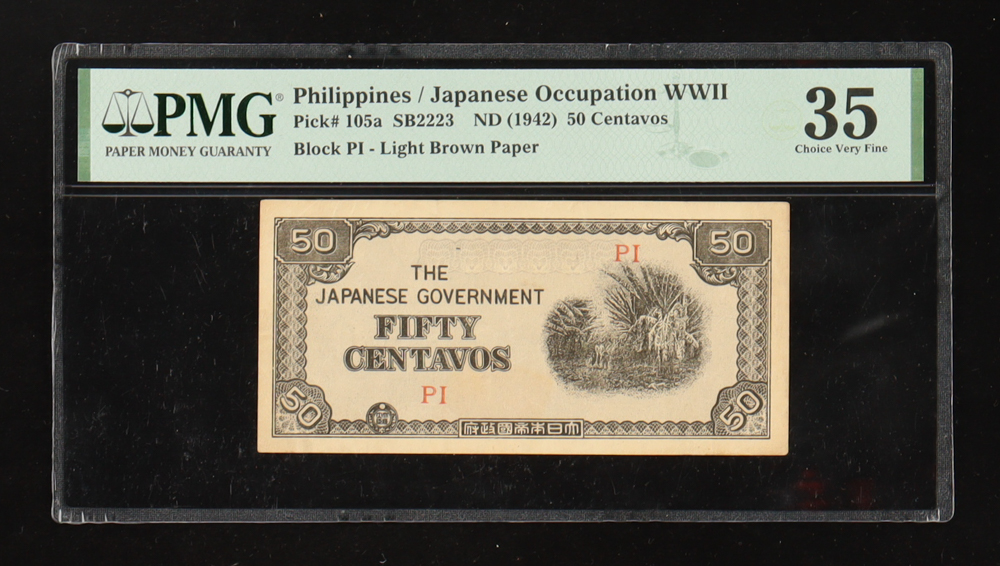 PMG®
PAPER MONEY GUARANTY
Philippines / Japanese Occupation WWII
Pick# 105a SB2223 ND (1942) 50 Centavos
Block PI - Light Brown Paper
35
Choice Very Fine
50
50
PI
THE
JAPANESE GOVERNMENT
FIFTY
CENTAVOS
PI
50
府政國帝本日大
50